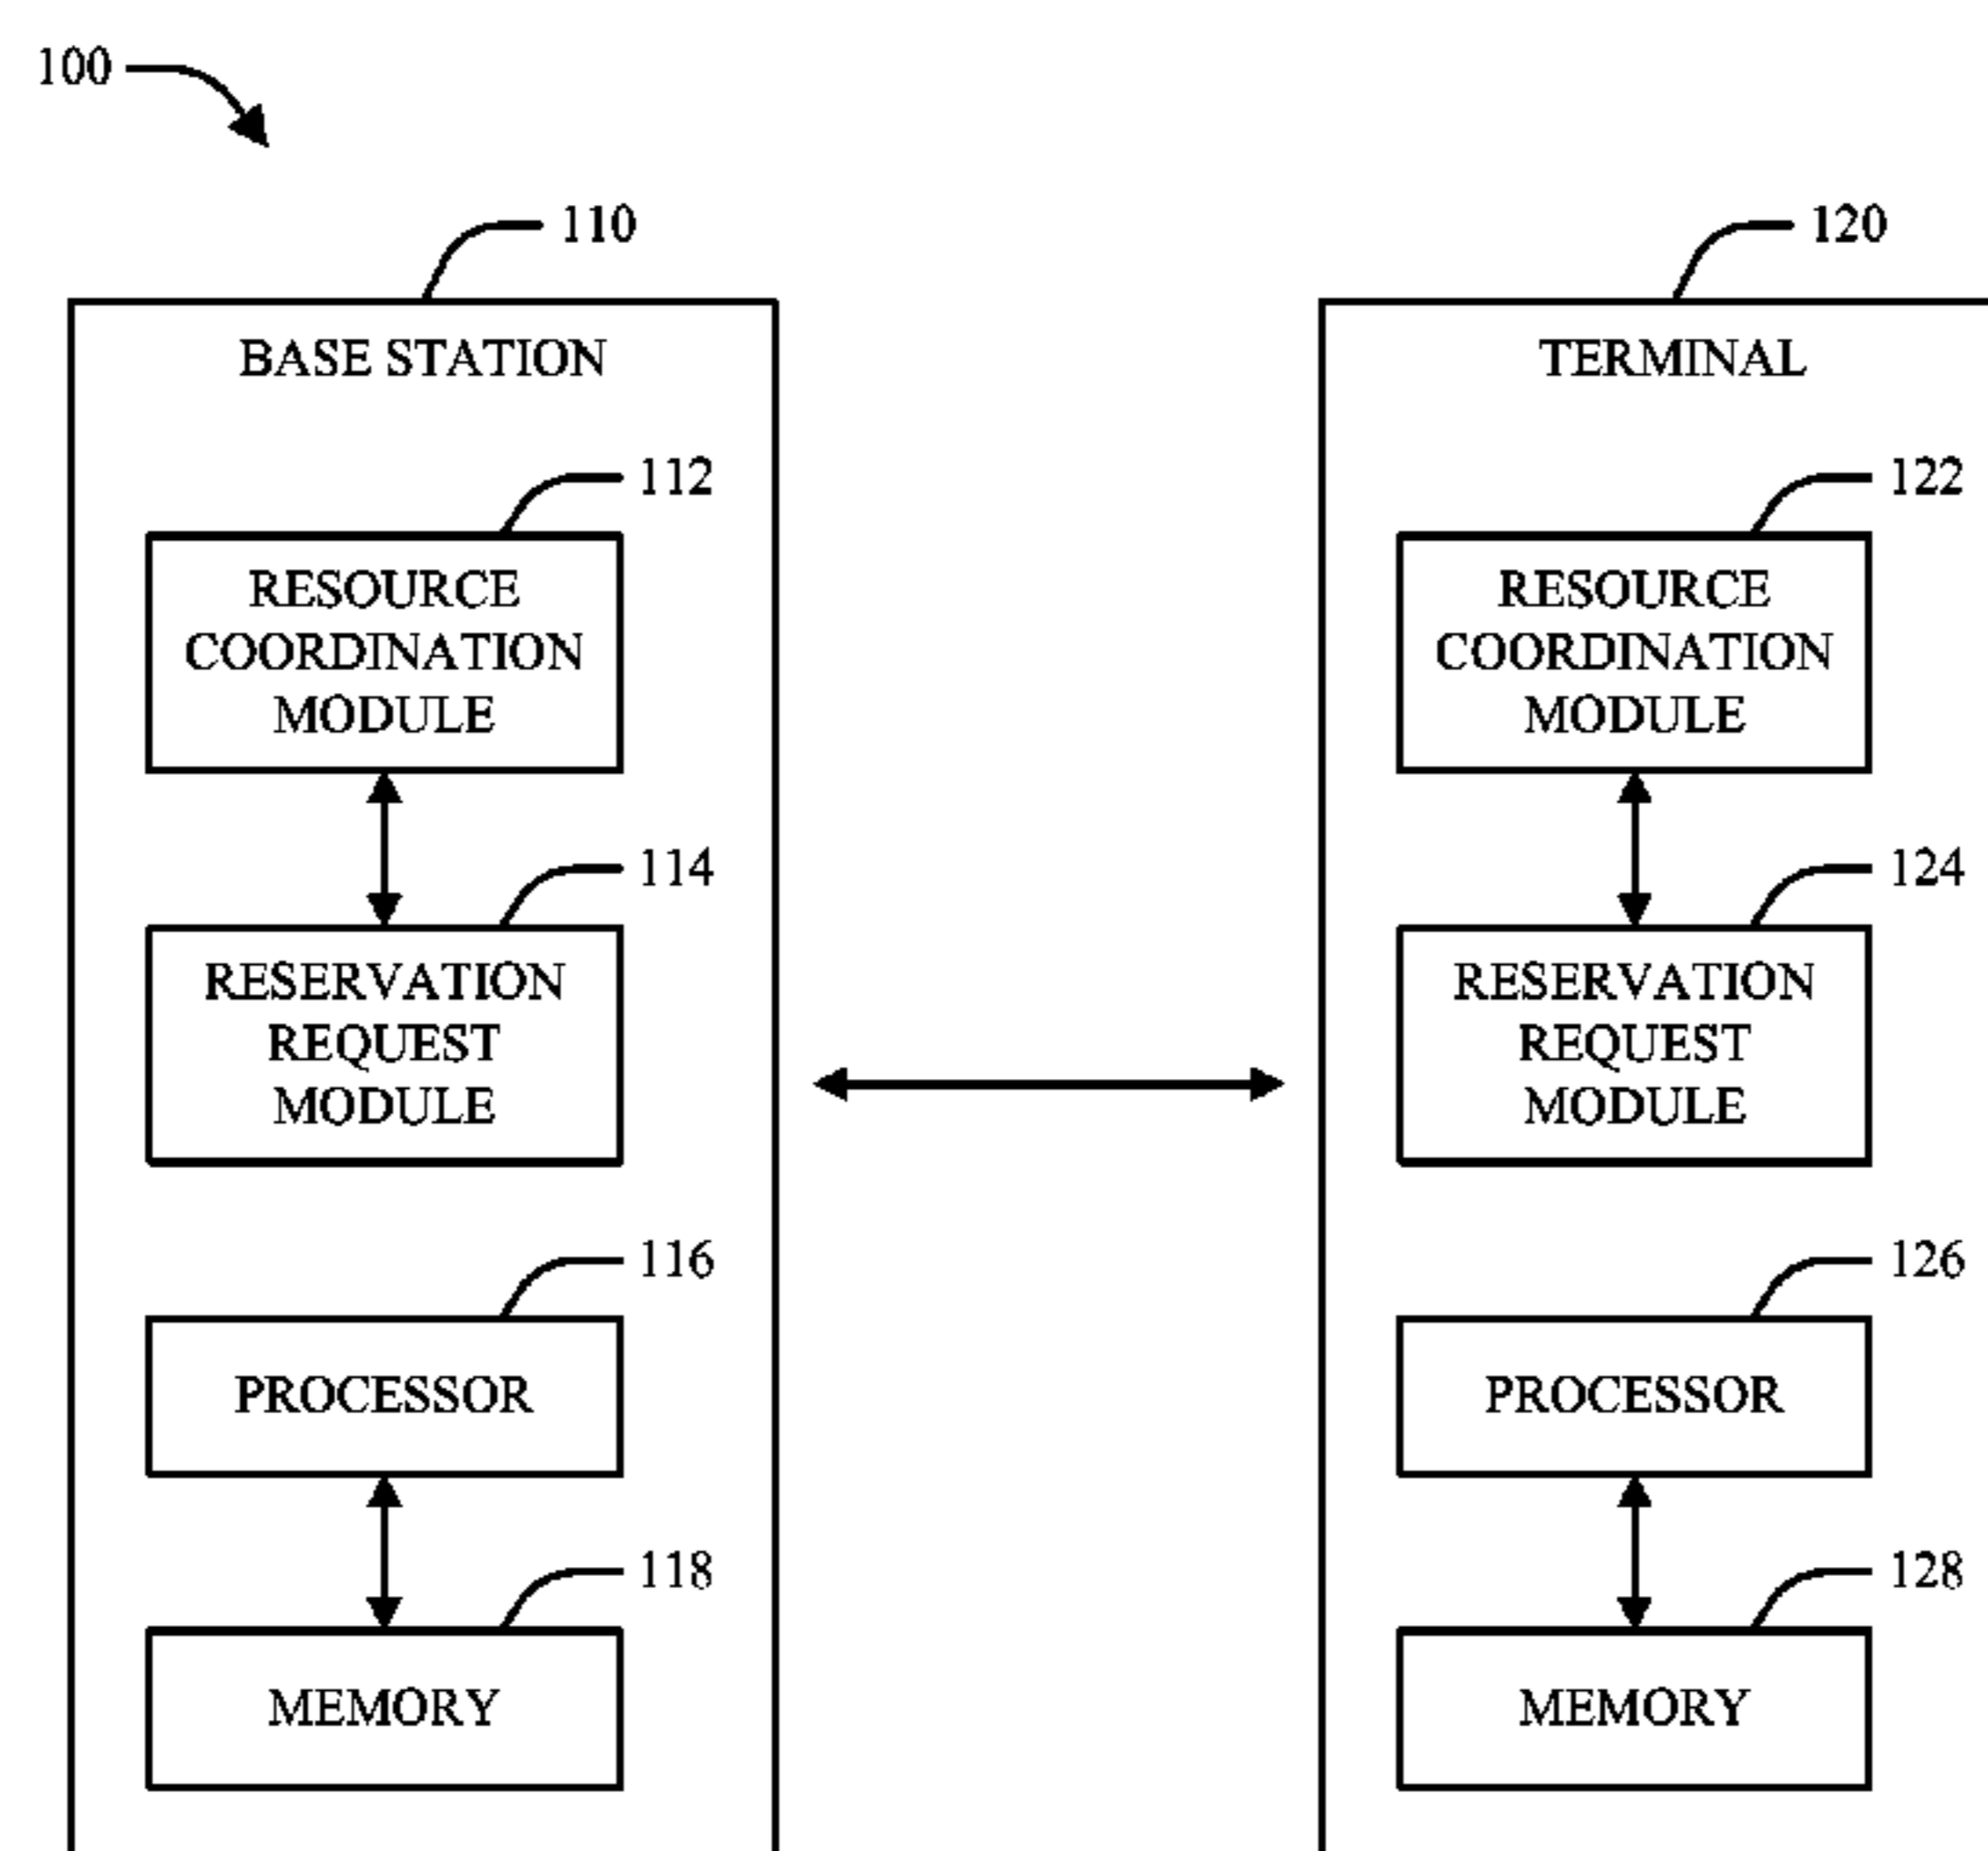 100
110
BASE STATION
112
RESOURCE
COORDINATION
MODULE
114
RESERVATION
REQUEST
MODULE
116
PROCESSOR
118
MEMORY
120
TERMINAL
122
RESOURCE
COORDINATION
MODULE
124
RESERVATION
REQUEST
MODULE
126
PROCESSOR
128
MEMORY